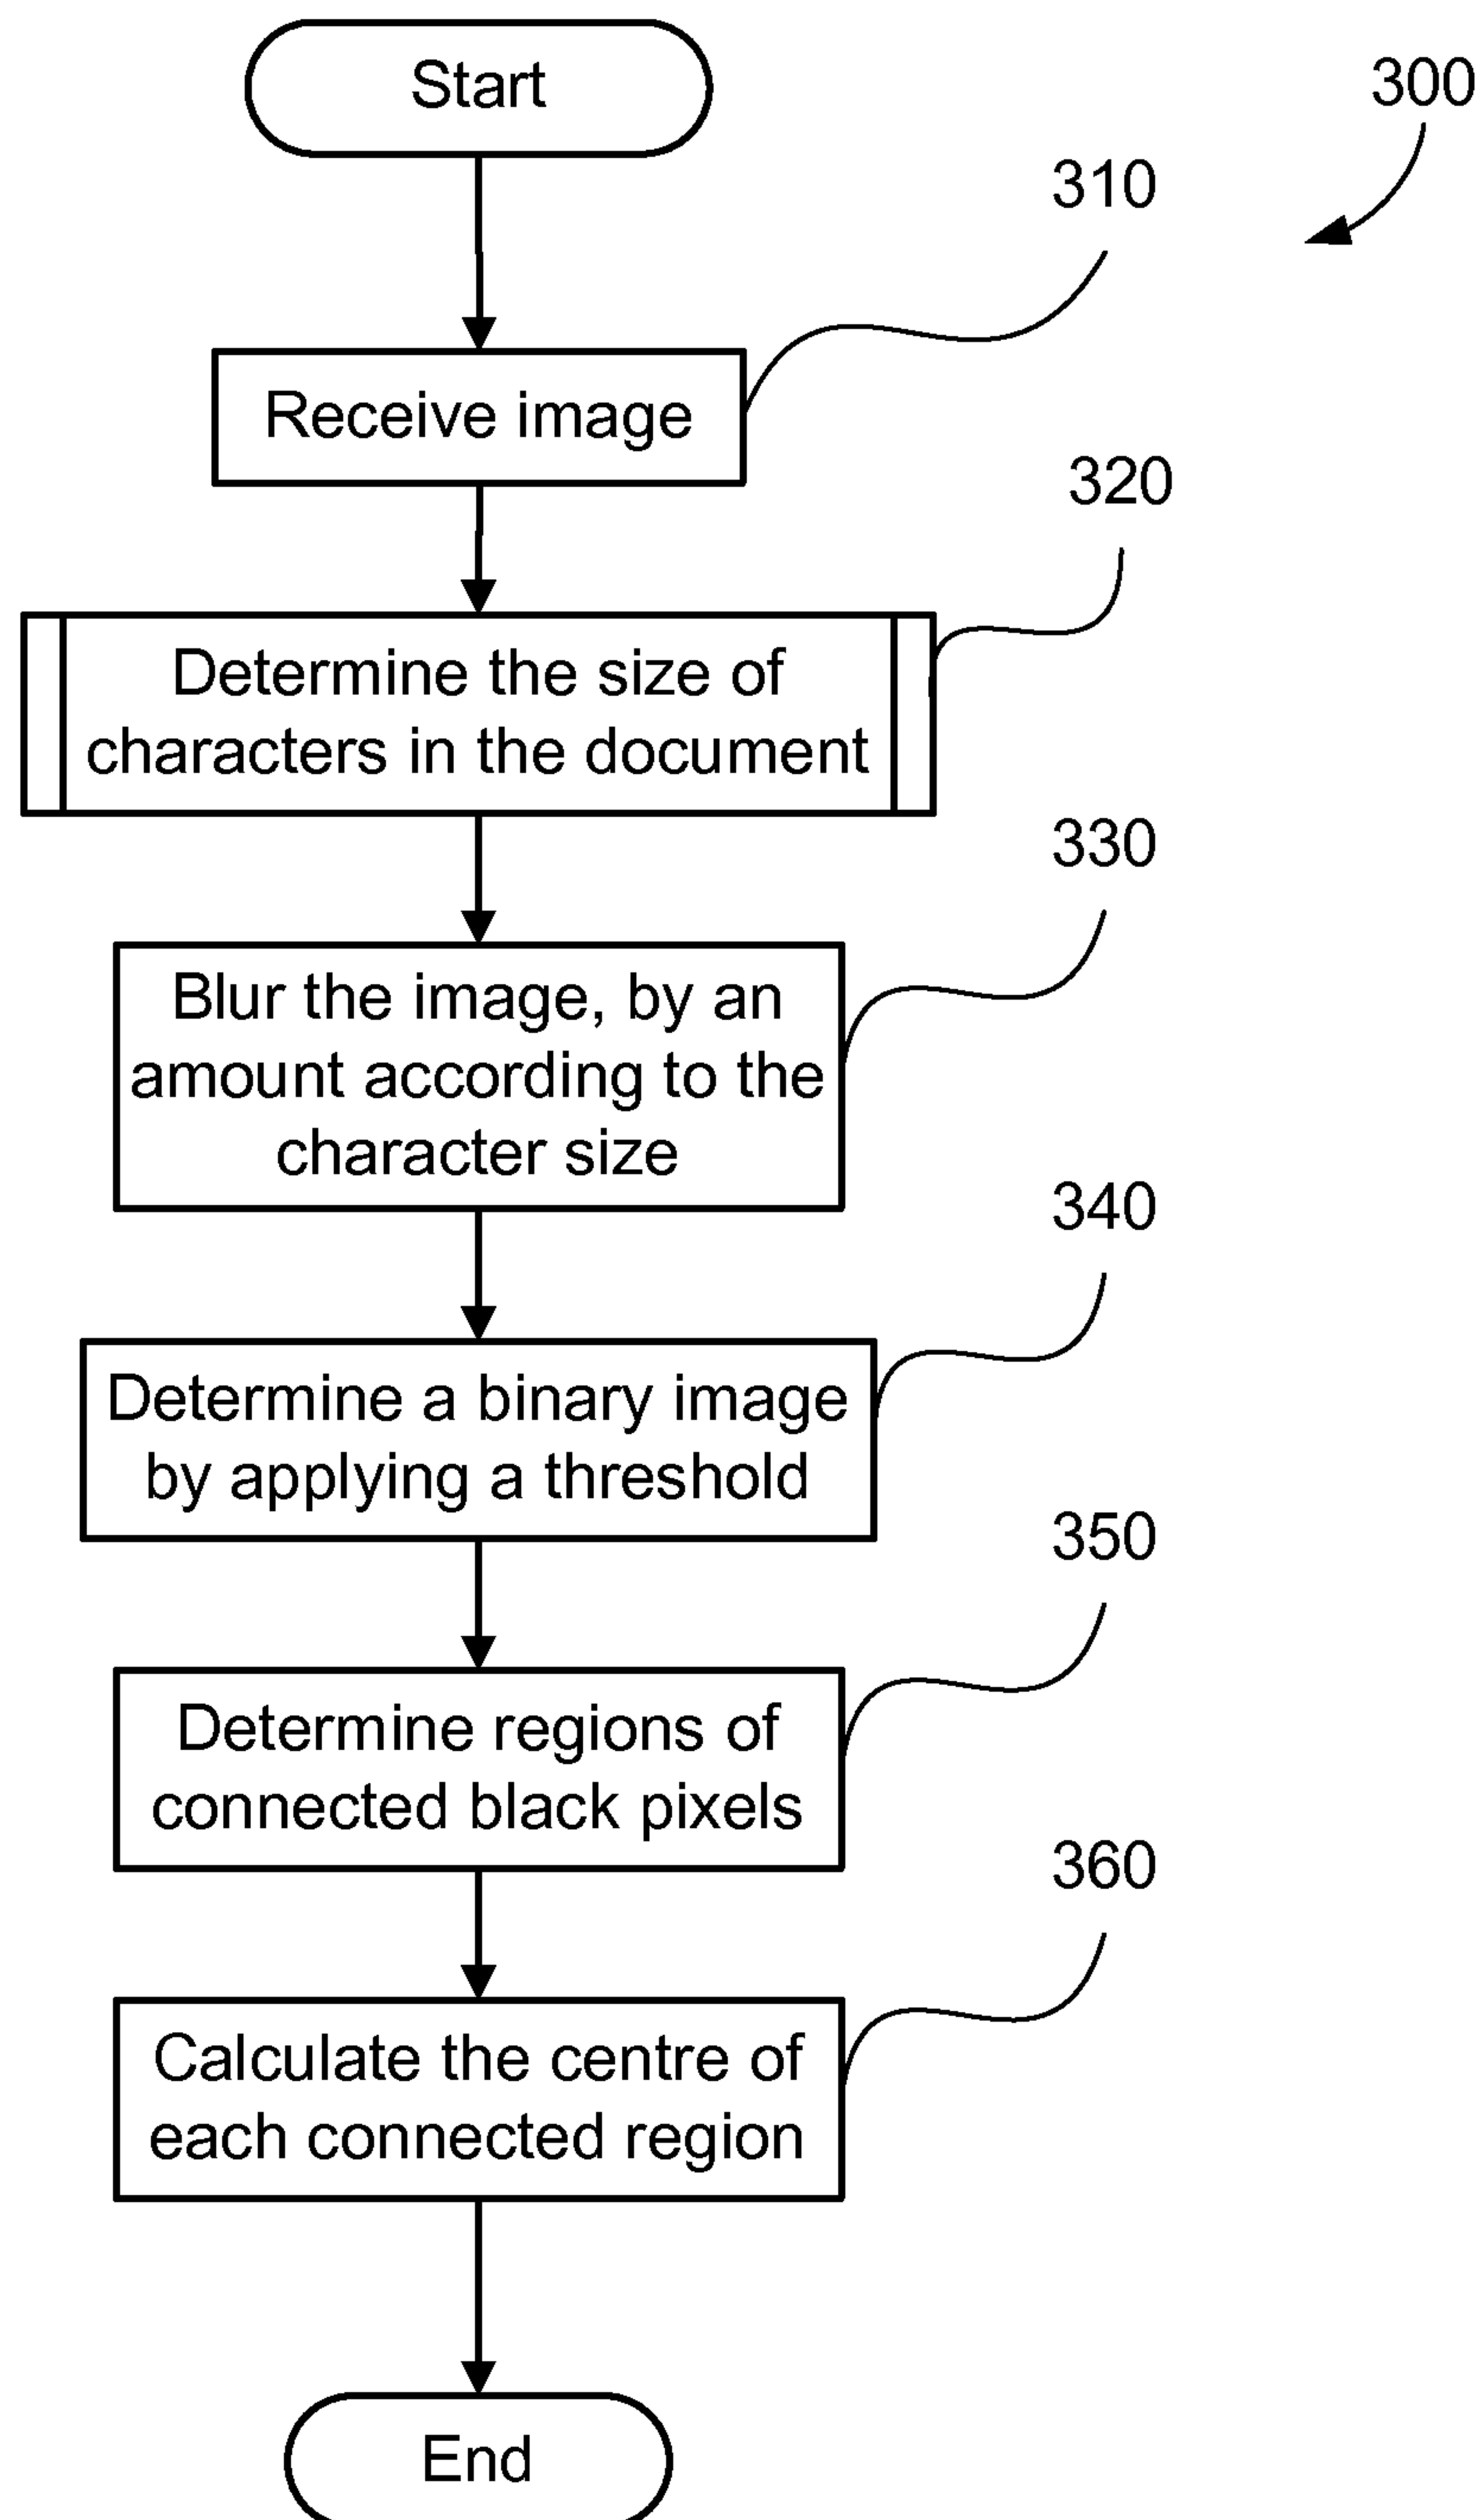 Start
300
310
Receive image
320
Determine the size of
characters in the document
330
Blur the image, by an
amount according to the
character size
340
Determine a binary image
by applying a threshold
350
Determine regions of
connected black pixels
360
Calculate the centre of
each connected region
End